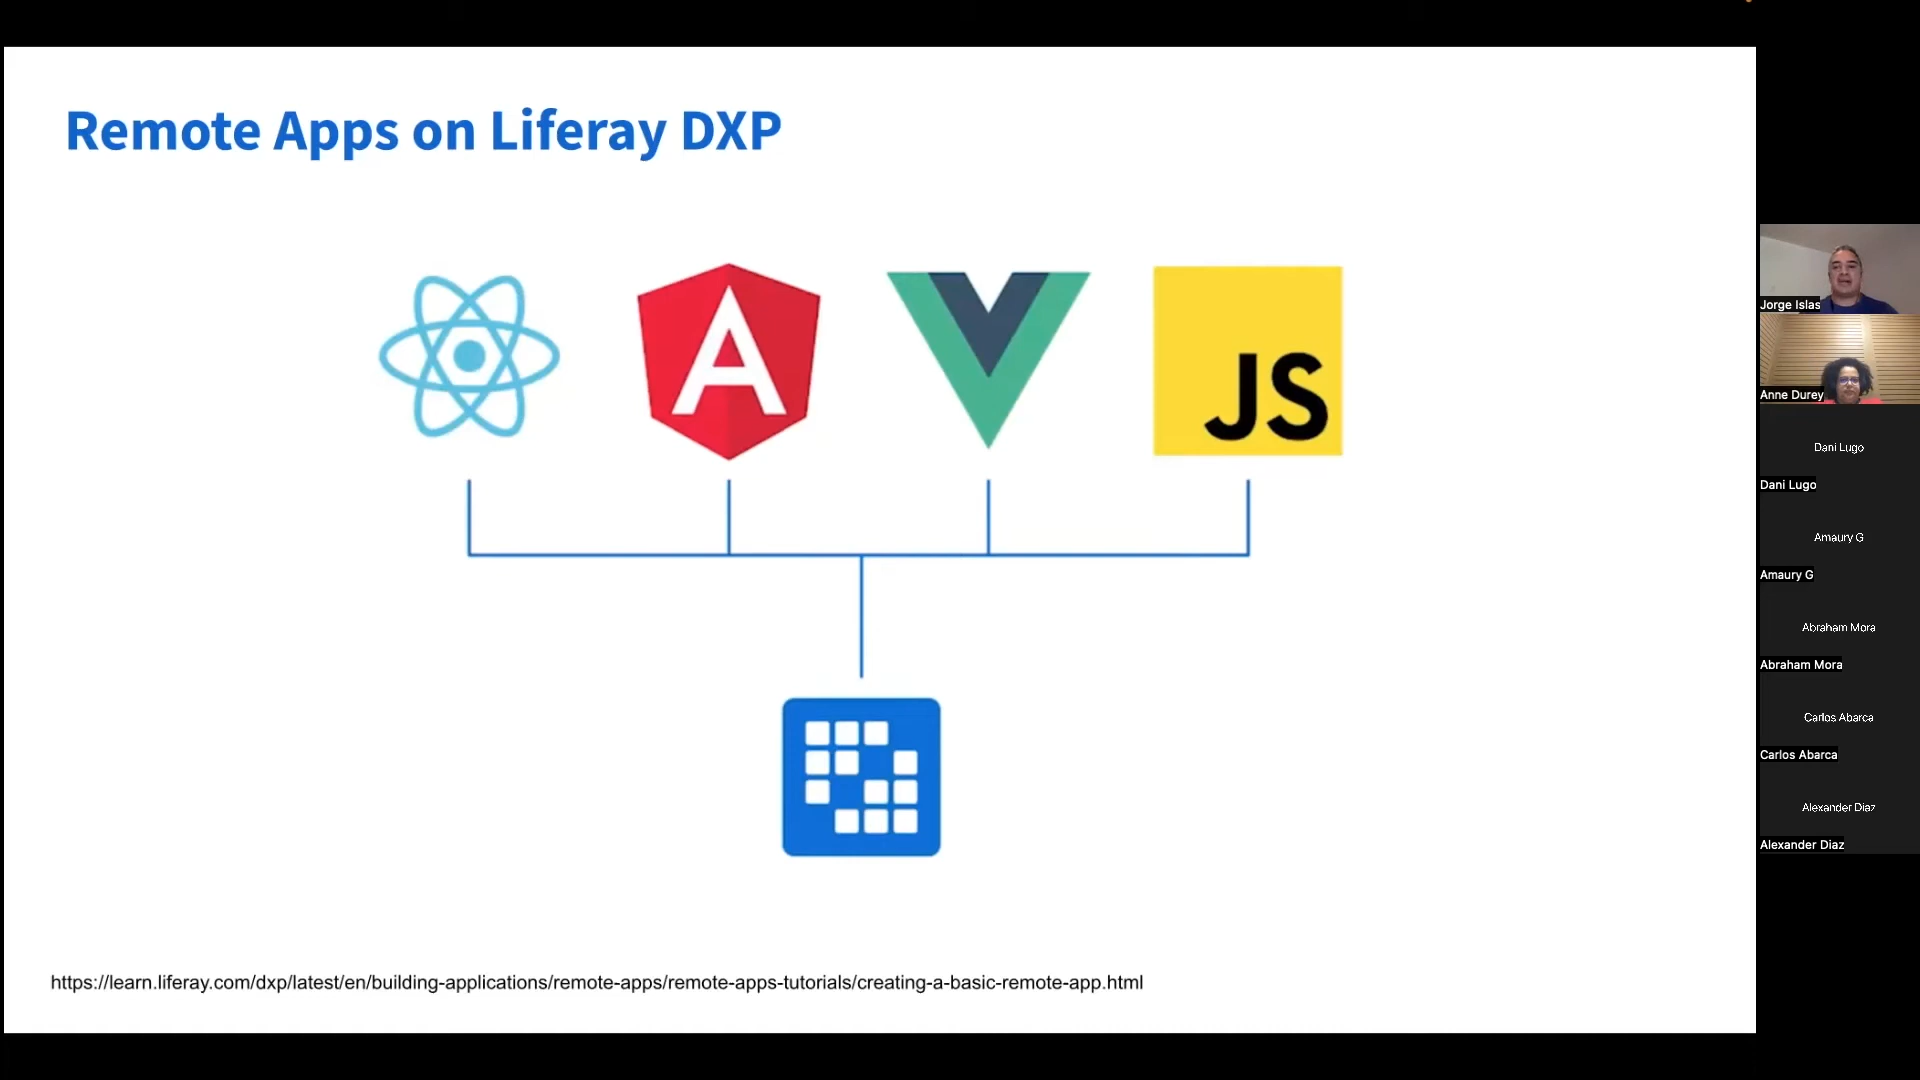 Remote Apps on Liferay DXP
JS
https://learn.liferay.com/dxp/latest/en/building-applications/remote-apps/remote-apps-tutorials/creating-a-basic-remote-app.html
Jorge Islas
Anne Durey
Dani Lugo
Dani Lugo
Amaury G
Amaury G
Abraham Mora
Abraham Mora
Carlos Abarca
Carlos Abarca
Alexander Diaz
Alexander Diaz